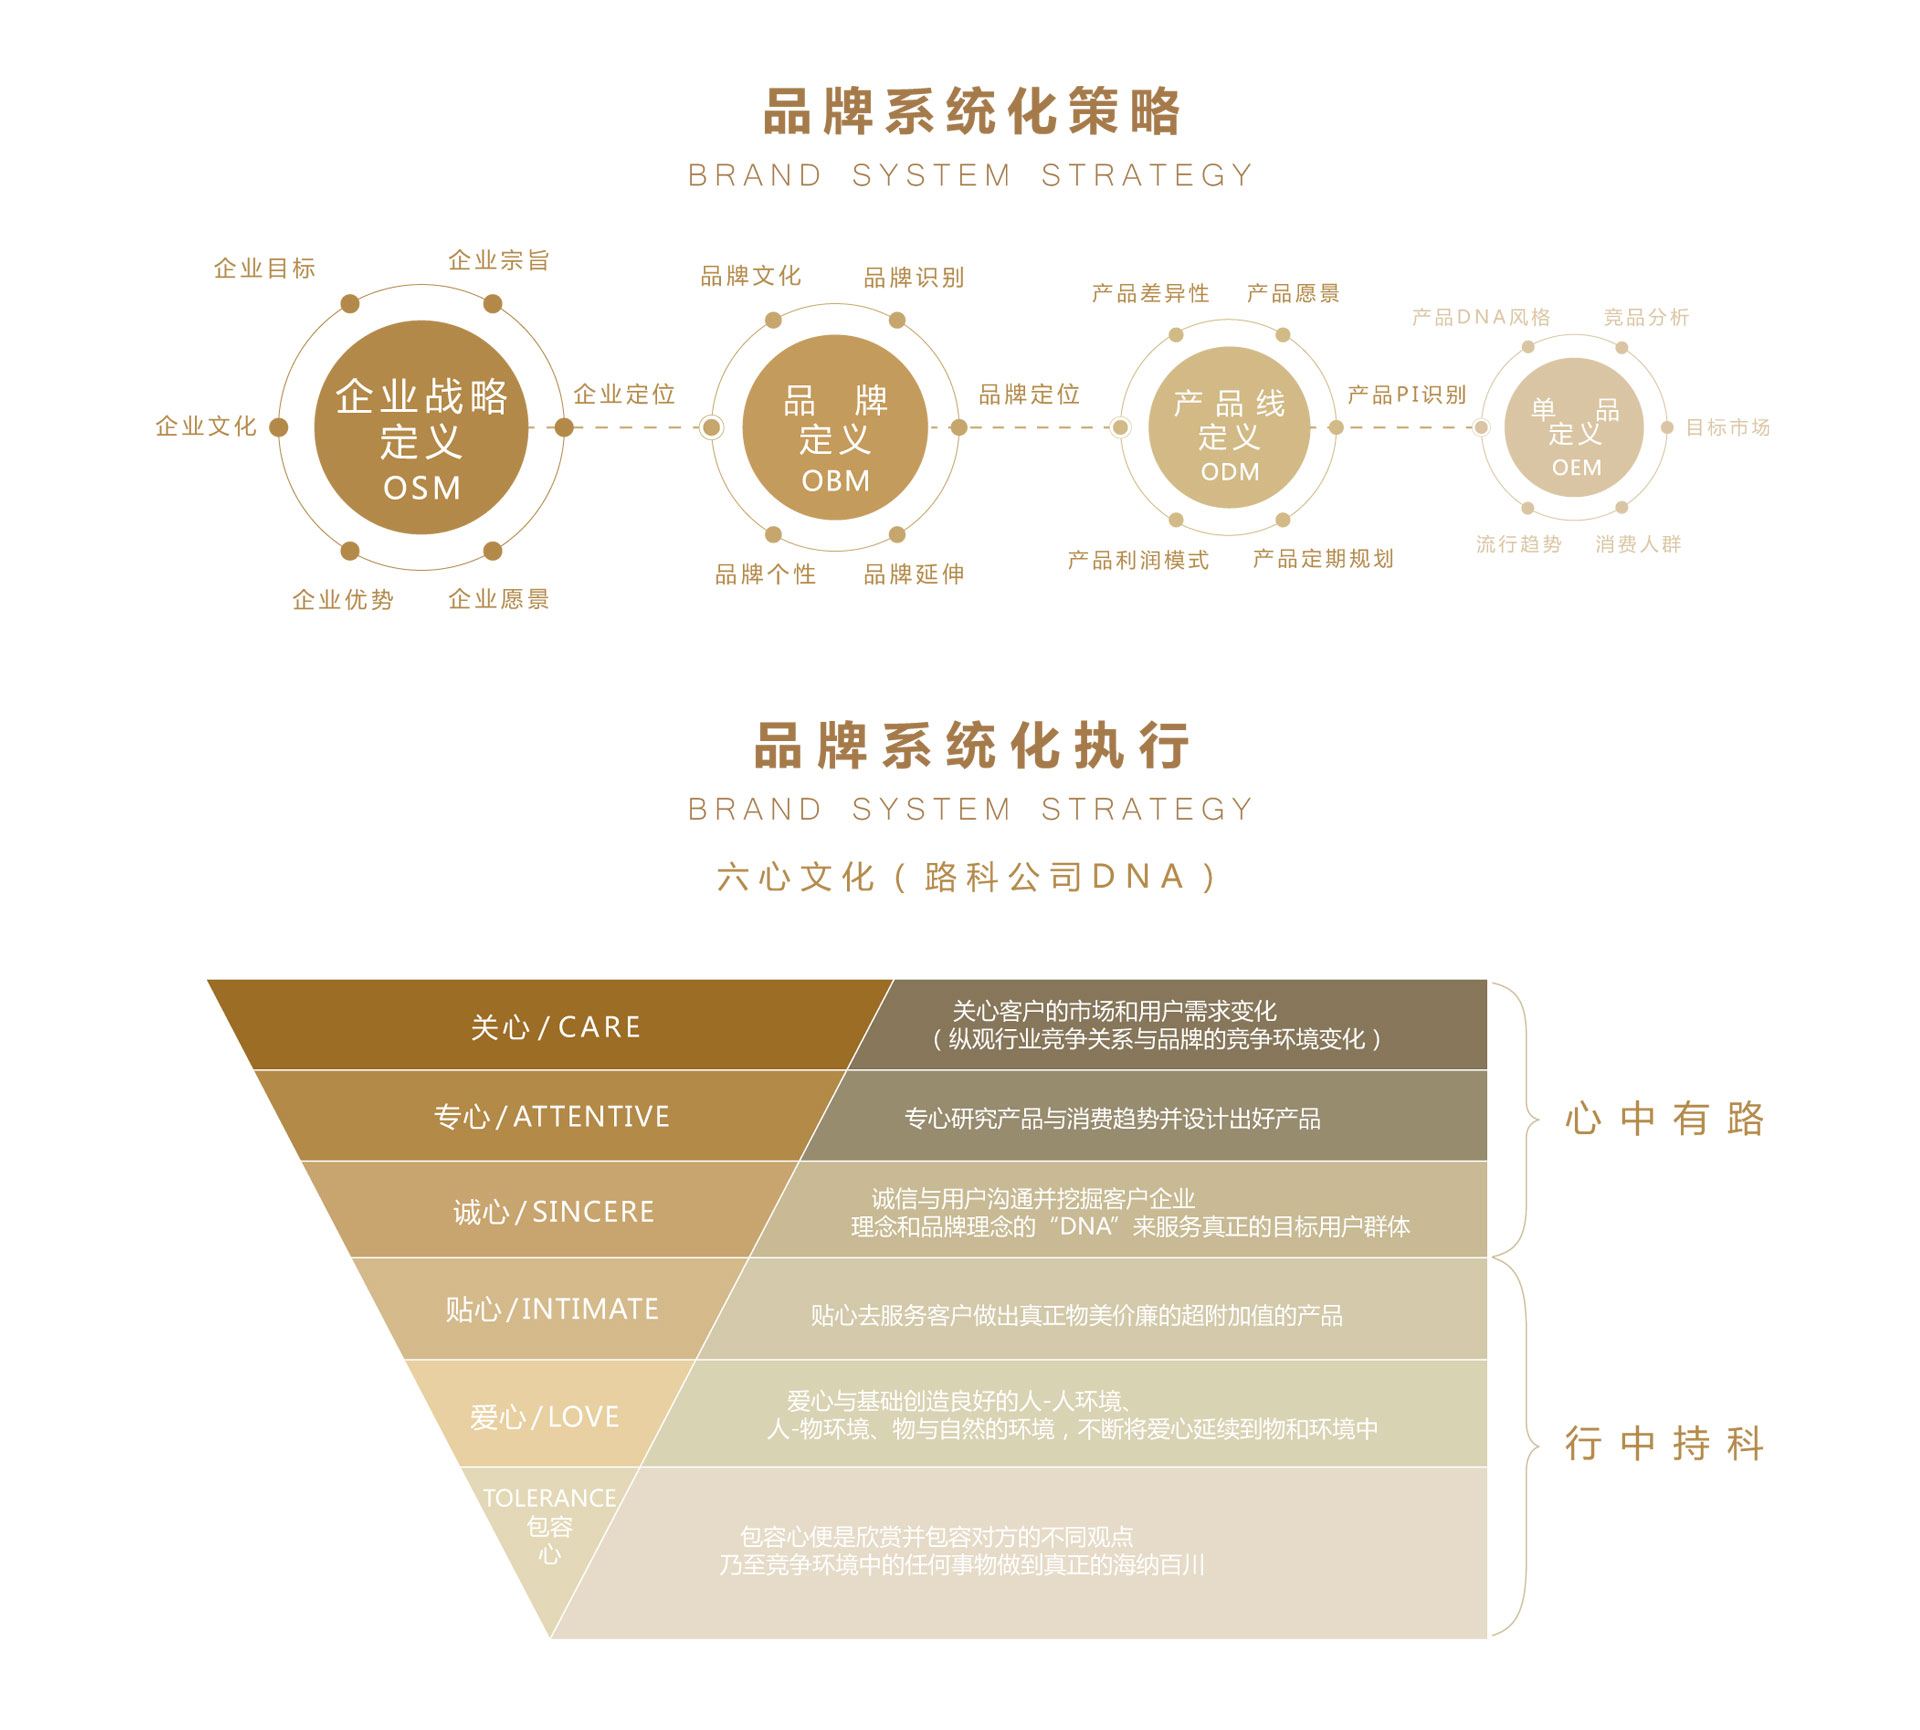 品牌系统化策略
BRAND SYSTEM STRATEGY
企业目标
企业宗旨
企业文化
企业战略
定义
OSM
企业定位
企业优势
企业愿景
品牌文化
品牌识别
品 牌
定义
OBM
品牌定位
品牌个性
品牌延伸
产品差异性
产品愿景
产品线
定义
ODM
产品PI识别
产品利润模式
产品定期规划
产品DNA风格
竞品分析
单 品
定义
OEM
目标市场
流行趋势
消费人群
品牌系统化执行
BRAND SYSTEM STRATEGY
六心文化（路科公司DNA）
关心/CARE
关心客户的市场和用户需求变化
（纵观行业竞争关系与品牌的竞争环境变化）
专心/ATTENTIVE
专心研究产品与消费趋势并设计出好产品
诚心/SINCERE
诚信与用户沟通并挖掘客户企业
理念和品牌理念的“DNA”来服务真正的目标用户群体
心中有路
贴心/INTIMATE
贴心去服务客户做出真正物美价廉的超附加值的产品
爱心/LOVE
爱心与基础创造良好的人-人环境、
人-物环境、物与自然的环境，不断将爱心延续到物和环境中
TOLERANCE
包容
心
包容心便是欣赏并包容对方的不同观点
乃至竞争环境中的任何事物做到真正的海纳百川
行中持科